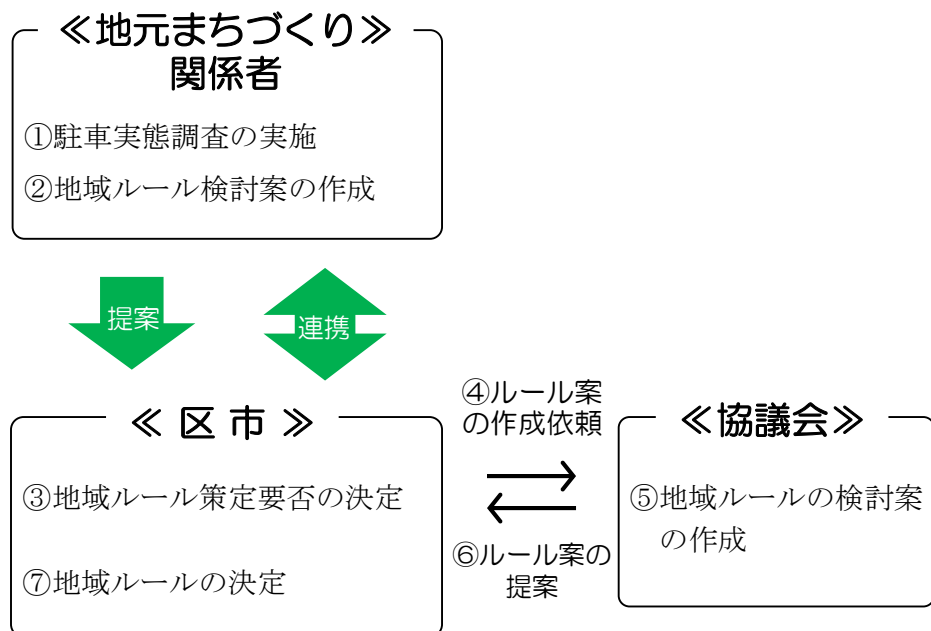 ≪地元まちづくり≫
関係者
①駐車実態調査の実施
②地域ルール検討案の作成
提案
連携
≪区市≫
③地域ルール策定要否の決定
⑦地域ルールの決定
④ルール案
の作成依頼
⑥ルール案の
提案
≪協議会≫
⑤地域ルールの検討案
の作成